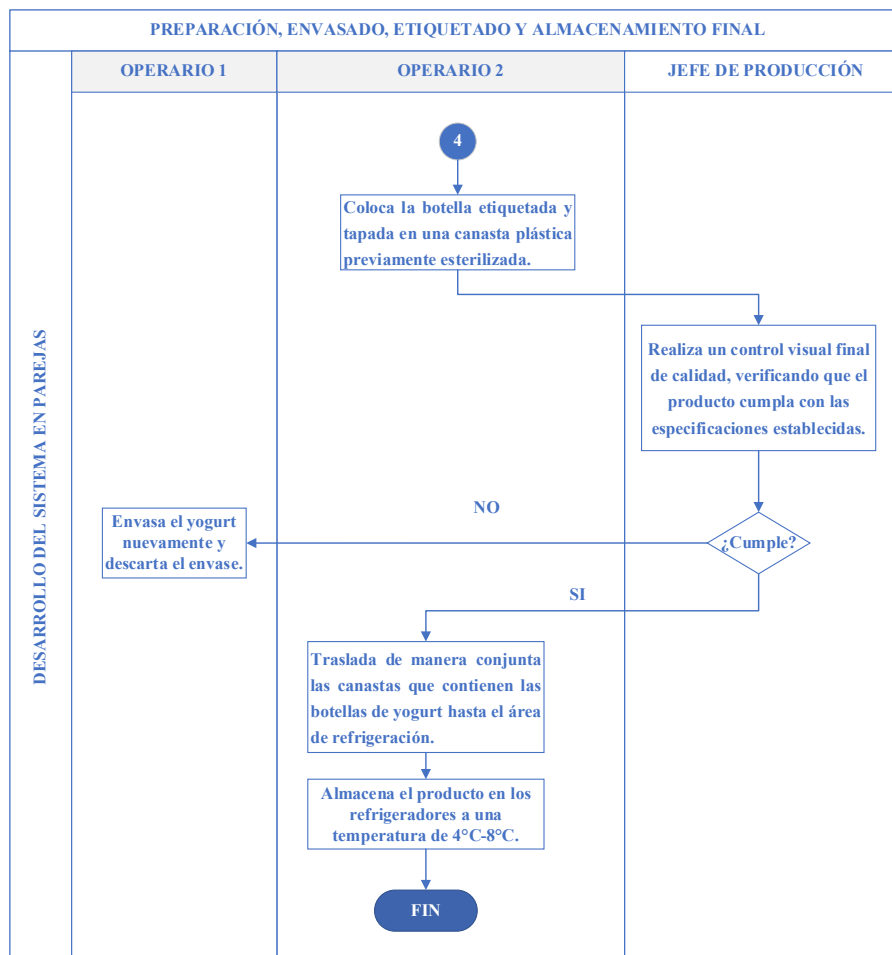 PREPARACIÓN, ENVASADO, ETIQUETADO Y ALMACENAMIENTO FINAL
OPERARIO 1
OPERARIO 2
JEFE DE PRODUCCIÓN
DESARROLLO DEL SISTEMA EN PAREJAS
4
Coloca la botella etiquetada y
tapada en una canasta plástica
previamente esterilizada.
Realiza un control visual final
de calidad, verificando que el
producto cumpla con las
especificaciones establecidas.
¿Cumple?
NO
Envasa el yogurt
nuevamente y
descarta el envase.
SI
Traslada de manera conjunta
las canastas que contienen las
botellas de yogurt hasta el área
de refrigeración.
Almacena el producto en los
refrigeradores a una
temperatura de 4°C-8°C.
FIN